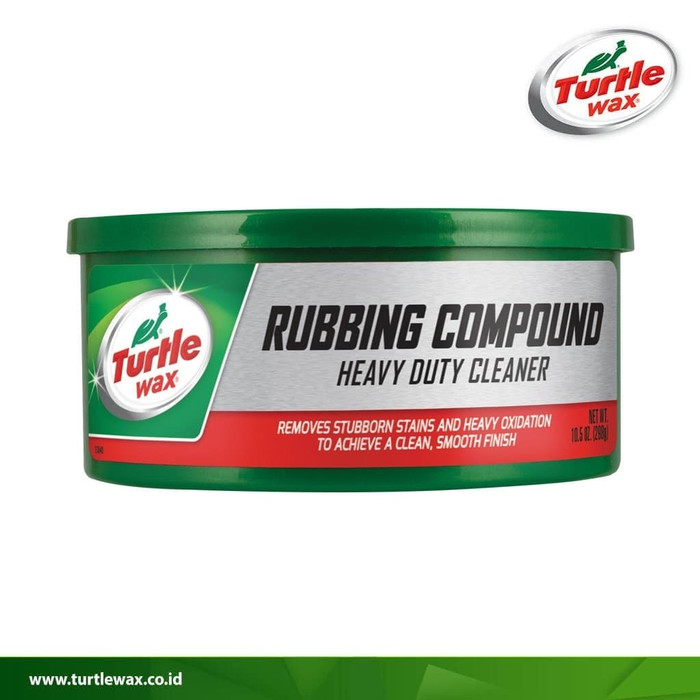 Turtle
wax®
Turtle
wax®
RUBBING COMPOUND
HEAVY DUTY CLEANER
REMOVES STUBBORN STAINS AND HEAVY OXIDATION
TO ACHIEVE A CLEAN, SMOOTH FINISH
NET WT.
10.5 OZ. (298g)
www.turtlewax.co.id